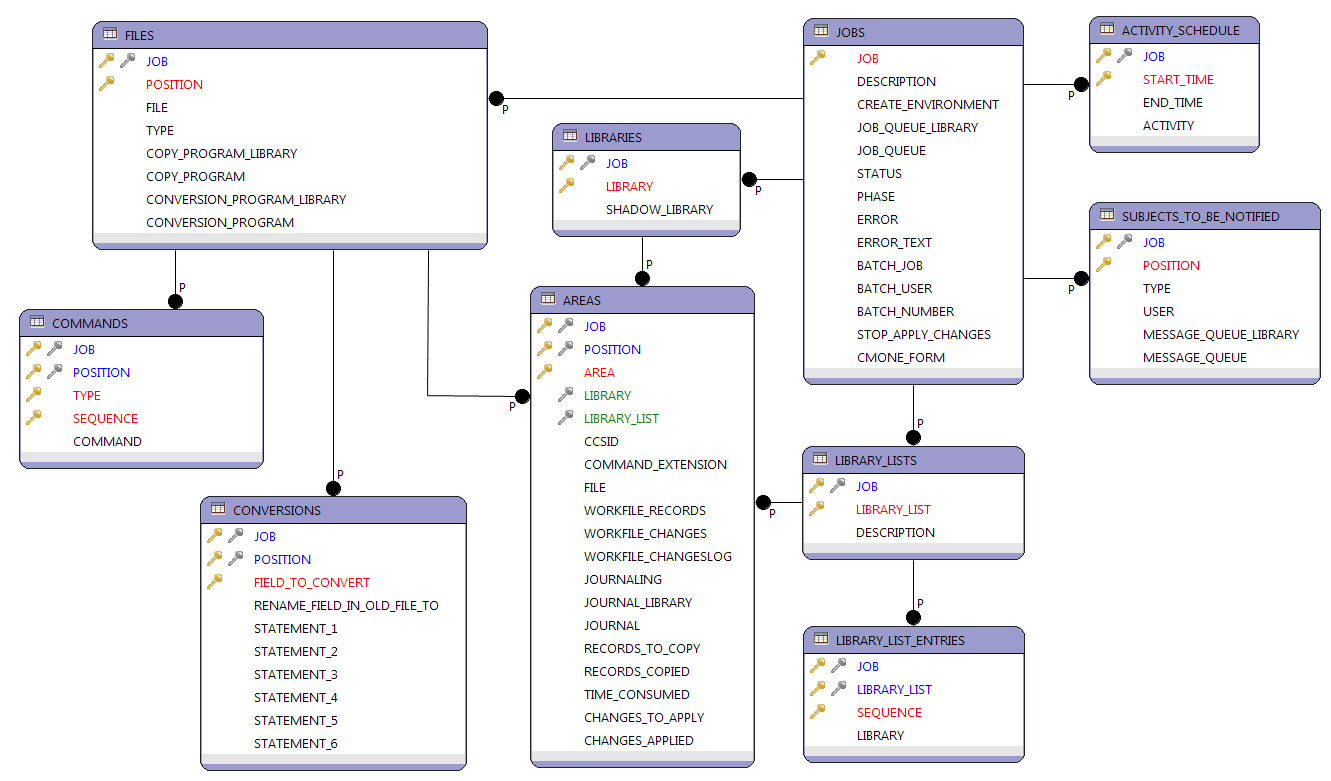 FILES
JOB
POSITION
FILE
TYPE
COPY_PROGRAM_LIBRARY
COPY_PROGRAM
CONVERSION_PROGRAM_LIBRARY
CONVERSION_PROGRAM
P
P
P
P
COMMANDS
JOB
POSITION
TYPE
SEQUENCE
COMMAND
CONVERSIONS
JOB
POSITION
FIELD_TO_CONVERT
RENAME_FIELD_IN_OLD_FILE_TO
STATEMENT_1
STATEMENT_2
STATEMENT_3
STATEMENT_4
STATEMENT_5
STATEMENT_6
LIBRARIES
JOB
LIBRARY
SHADOW_LIBRARY
P
P
AREAS
JOB
POSITION
AREA
LIBRARY
LIBRARY_LIST
CCSID
COMMAND_EXTENSION
FILE
WORKFILE_RECORDS
WORKFILE_CHANGES
WORKFILE_CHANGESLOG
JOURNALING
JOURNAL_LIBRARY
JOURNAL
RECORDS_TO_COPY
RECORDS_COPIED
TIME_CONSUMED
CHANGES_TO_APPLY
CHANGES_APPLIED
P
JOBS
JOB
DESCRIPTION
CREATE_ENVIRONMENT
JOB_QUEUE_LIBRARY
JOB_QUEUE
STATUS
PHASE
ERROR
ERROR_TEXT
BATCH_JOB
BATCH_USER
BATCH_NUMBER
STOP_APPLY_CHANGES
CMONE_FORM
P
P
P
LIBRARY_LISTS
JOB
LIBRARY_LIST
DESCRIPTION
P
LIBRARY_LIST_ENTRIES
JOB
LIBRARY_LIST
SEQUENCE
LIBRARY
ACTIVITY_SCHEDULE
JOB
START_TIME
END_TIME
ACTIVITY
SUBJECTS_TO_BE_NOTIFIED
JOB
POSITION
TYPE
USER
MESSAGE_QUEUE_LIBRARY
MESSAGE_QUEUE